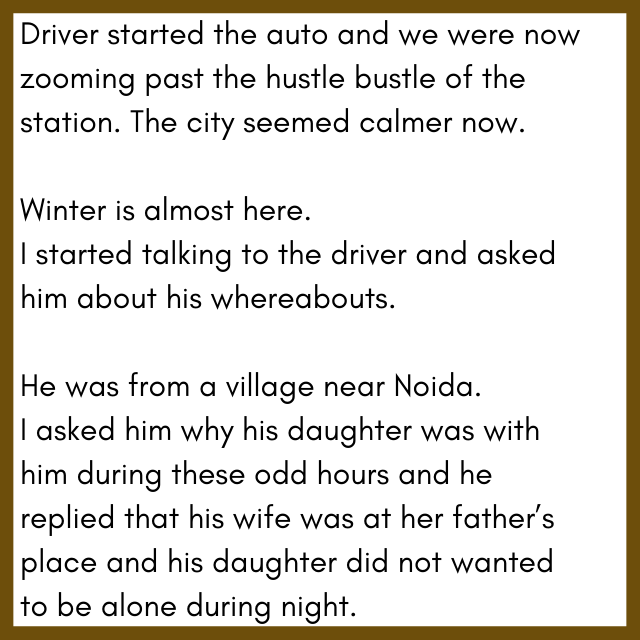 Driver started the auto and we were now
zooming past the hustle bustle of the
station. The city seemed calmer now.
Winter is almost here.
I started talking to the driver and asked
him about his whereabouts.
He was from a village near Noida.
I asked him why his daughter was with
him during these odd hours and he
replied that his wife was at her father’s
place and his daughter did not wanted
to be alone during night.